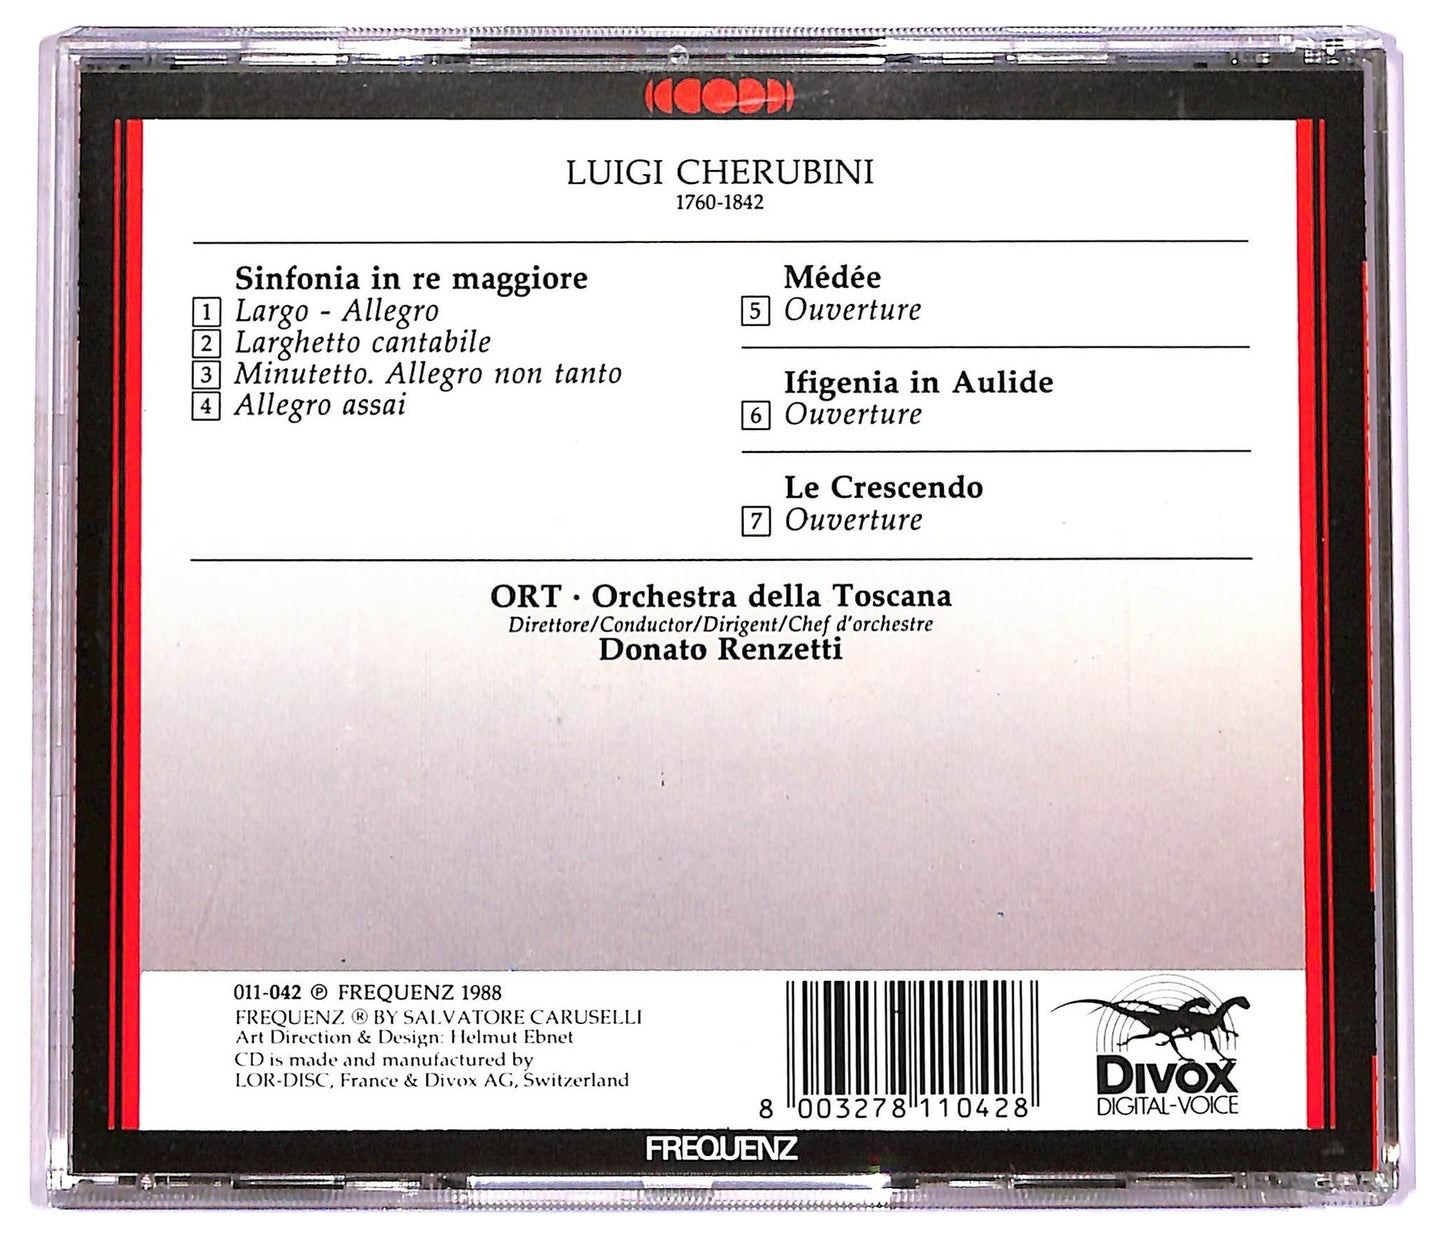 LUIGI CHERUBINI
1760-1842
Sinfonia in re maggiore
1 Largo - Allegro
2 Larghetto cantabile
3 Minutetto. Allegro non tanto
4 Allegro assai
Médée
5 Ouverture
Ifigenia in Aulide
6 Ouverture
Le Crescendo
7 Ouverture
ORT · Orchestra della Toscana
Direttore/Conductor/Dirigent/Chef d'orchestre
Donato Renzetti
011-042 ℗ FREQUENZ 1988
FREQUENZ ® BY SALVATORE CARUSELLI
Art Direction & Design: Helmut Ebnet
CD is made and manufactured by
LOR-DISC, France & Divox AG, Switzerland
8 003278 110428
DIVOX
DIGITAL-VOICE
FREQUENZ